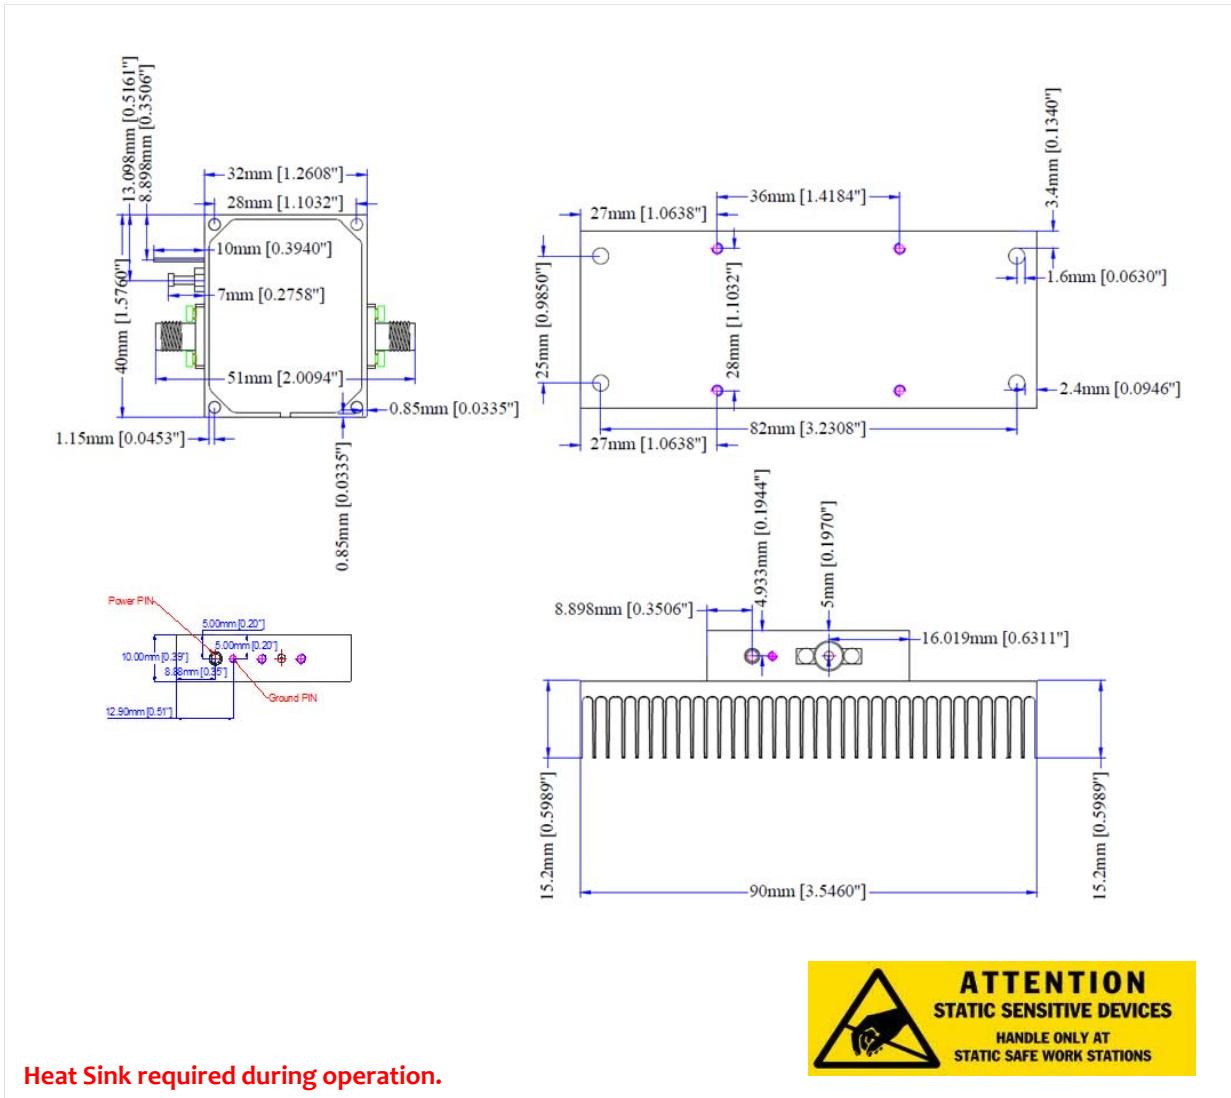 13.098mm [0.5161"]
8.898mm [0.3506"]
32mm [1.2608"]
28mm [1.1032"]
10mm [0.3940"]
7mm [0.2758"]
40mm [1.5760"]
51mm [2.0094"]
0.85mm [0.0335"]
1.15mm [0.0453"]
0.85mm [0.0335"]
3.4mm [0.1340"]
36mm [1.4184"]
27mm [1.0638"]
1.6mm [0.0630"]
25mm [0.9850"]
28mm [1.1032"]
2.4mm [0.0946"]
82mm [3.2308"]
27mm [1.0638"]
Power PIN
5.00mm [0.20"]
5.00mm [0.20"]
10.00mm [0.39"]
8.88mm [0.35"]
Ground PIN
12.90mm [0.51"]
4.933mm [0.1944"]
5mm [0.1970"]
8.898mm [0.3506"]
16.019mm [0.6311"]
15.2mm [0.5989"]
15.2mm [0.5989"]
90mm [3.5460"]
ATTENTION
STATIC SENSITIVE DEVICES
HANDLE ONLY AT
STATIC SAFE WORK STATIONS
Heat Sink required during operation.